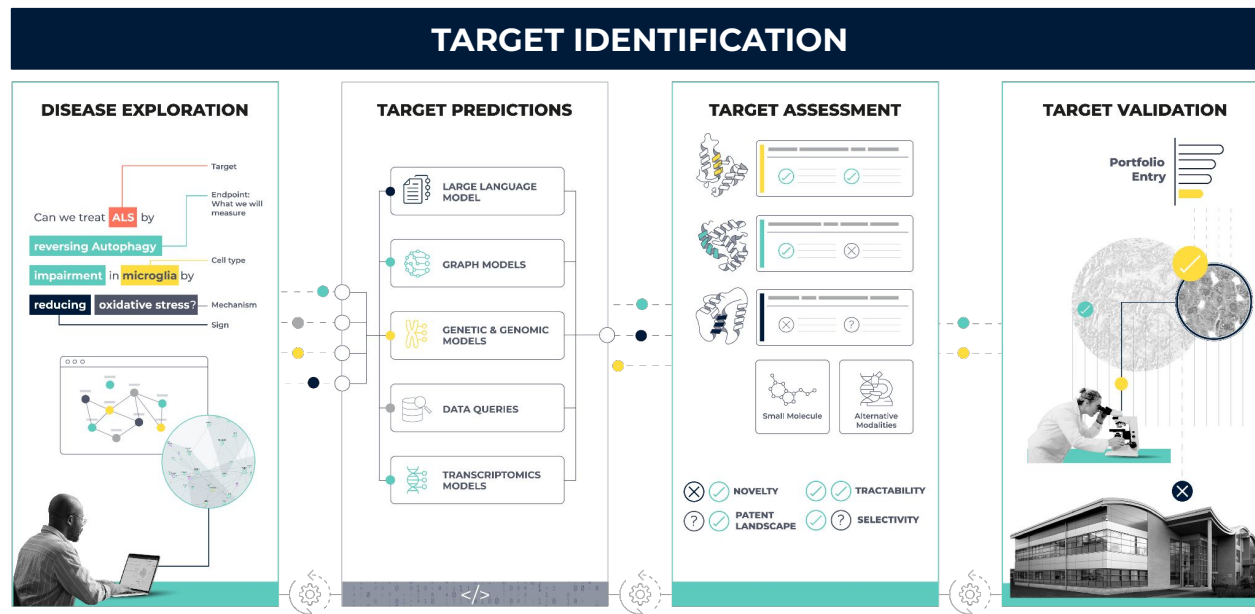 TARGET IDENTIFICATION
DISEASE EXPLORATION
Target
Endpoint:
What we will
measure
Can we treat ALS by
reversing Autophagy
Cell type
impairment in microglia by
reducing oxidative stress?
Mechanism
Sign
TARGET PREDICTIONS
LARGE LANGUAGE
MODEL
GRAPH MODELS
GENETIC & GENOMIC
MODELS
DATA QUERIES
TRANSCRIPTOMICS
MODELS
</>
TARGET ASSESSMENT
Small Molecule
Alternative
Modalities
NOVELTY
TRACTABILITY
PATENT
LANDSCAPE
SELECTIVITY
TARGET VALIDATION
Portfolio
Entry